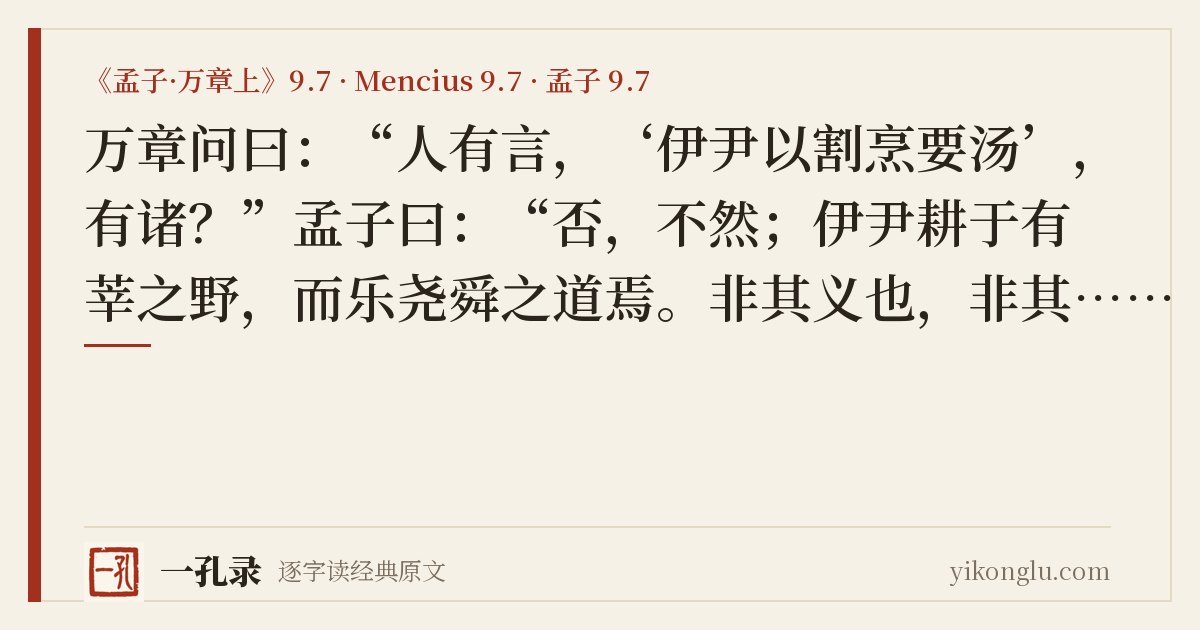 《孟子·万章上》9.7 · Mencius 9.7 · 孟子 9.7
万章问曰：“人有言，‘伊尹以割烹要汤’，
有诸？”孟子曰：“否，不然；伊尹耕于有
莘之野，而乐尧舜之道焉。非其义也，非其……
一孔
一孔录 逐字读经典原文 yikonglu.com